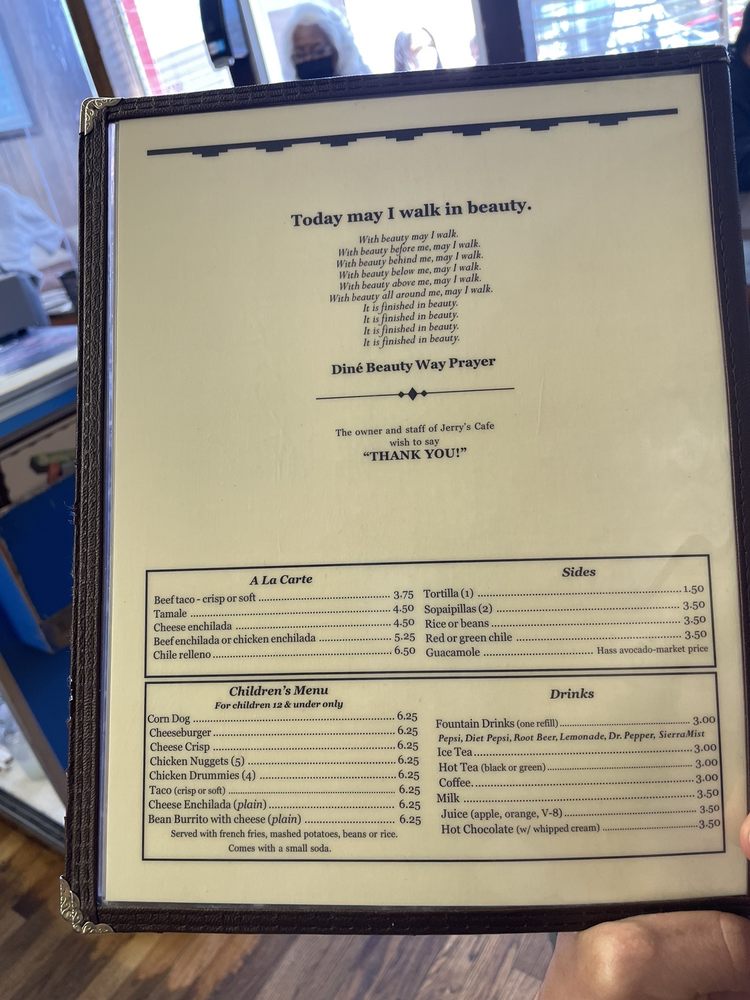 Today may I walk in beauty.
With beauty may I walk.
With beauty before me, may I walk.
With beauty behind me, may I walk.
With beauty below me, may I walk.
With beauty above me, may I walk.
With beauty all around me, may I walk.
It is finished in beauty.
It is finished in beauty.
It is finished in beauty.
It is finished in beauty.
Diné Beauty Way Prayer
The owner and staff of Jerry's Cafe
wish to say
"THANK YOU!"
A La Carte
Beef taco - crisp or soft 3.75
Tamale 4.50
Cheese enchilada 4.50
Beef enchilada or chicken enchilada 5.25
Chile relleno 6.50
Sides
Tortilla (1) 1.50
Sopaipillas (2) 3.50
Rice or beans 3.50
Red or green chile 3.50
Guacamole Hass avocado-market price
Children's Menu
For children 12 & under only
Corn Dog 6.25
Cheeseburger 6.25
Cheese Crisp 6.25
Chicken Nuggets (5) 6.25
Chicken Drummies (4) 6.25
Taco (crisp or soft) 6.25
Cheese Enchilada (plain) 6.25
Bean Burrito with cheese (plain) 6.25
Served with french fries, mashed potatoes, beans or rice.
Comes with a small soda.
Drinks
Fountain Drinks (one refill) 3.00
Pepsi, Diet Pepsi, Root Beer, Lemonade, Dr. Pepper, SierraMist
Ice Tea 3.00
Hot Tea (black or green) 3.00
Coffee 3.00
Milk 3.50
Juice (apple, orange, V-8) 3.50
Hot Chocolate (w/ whipped cream) 3.50